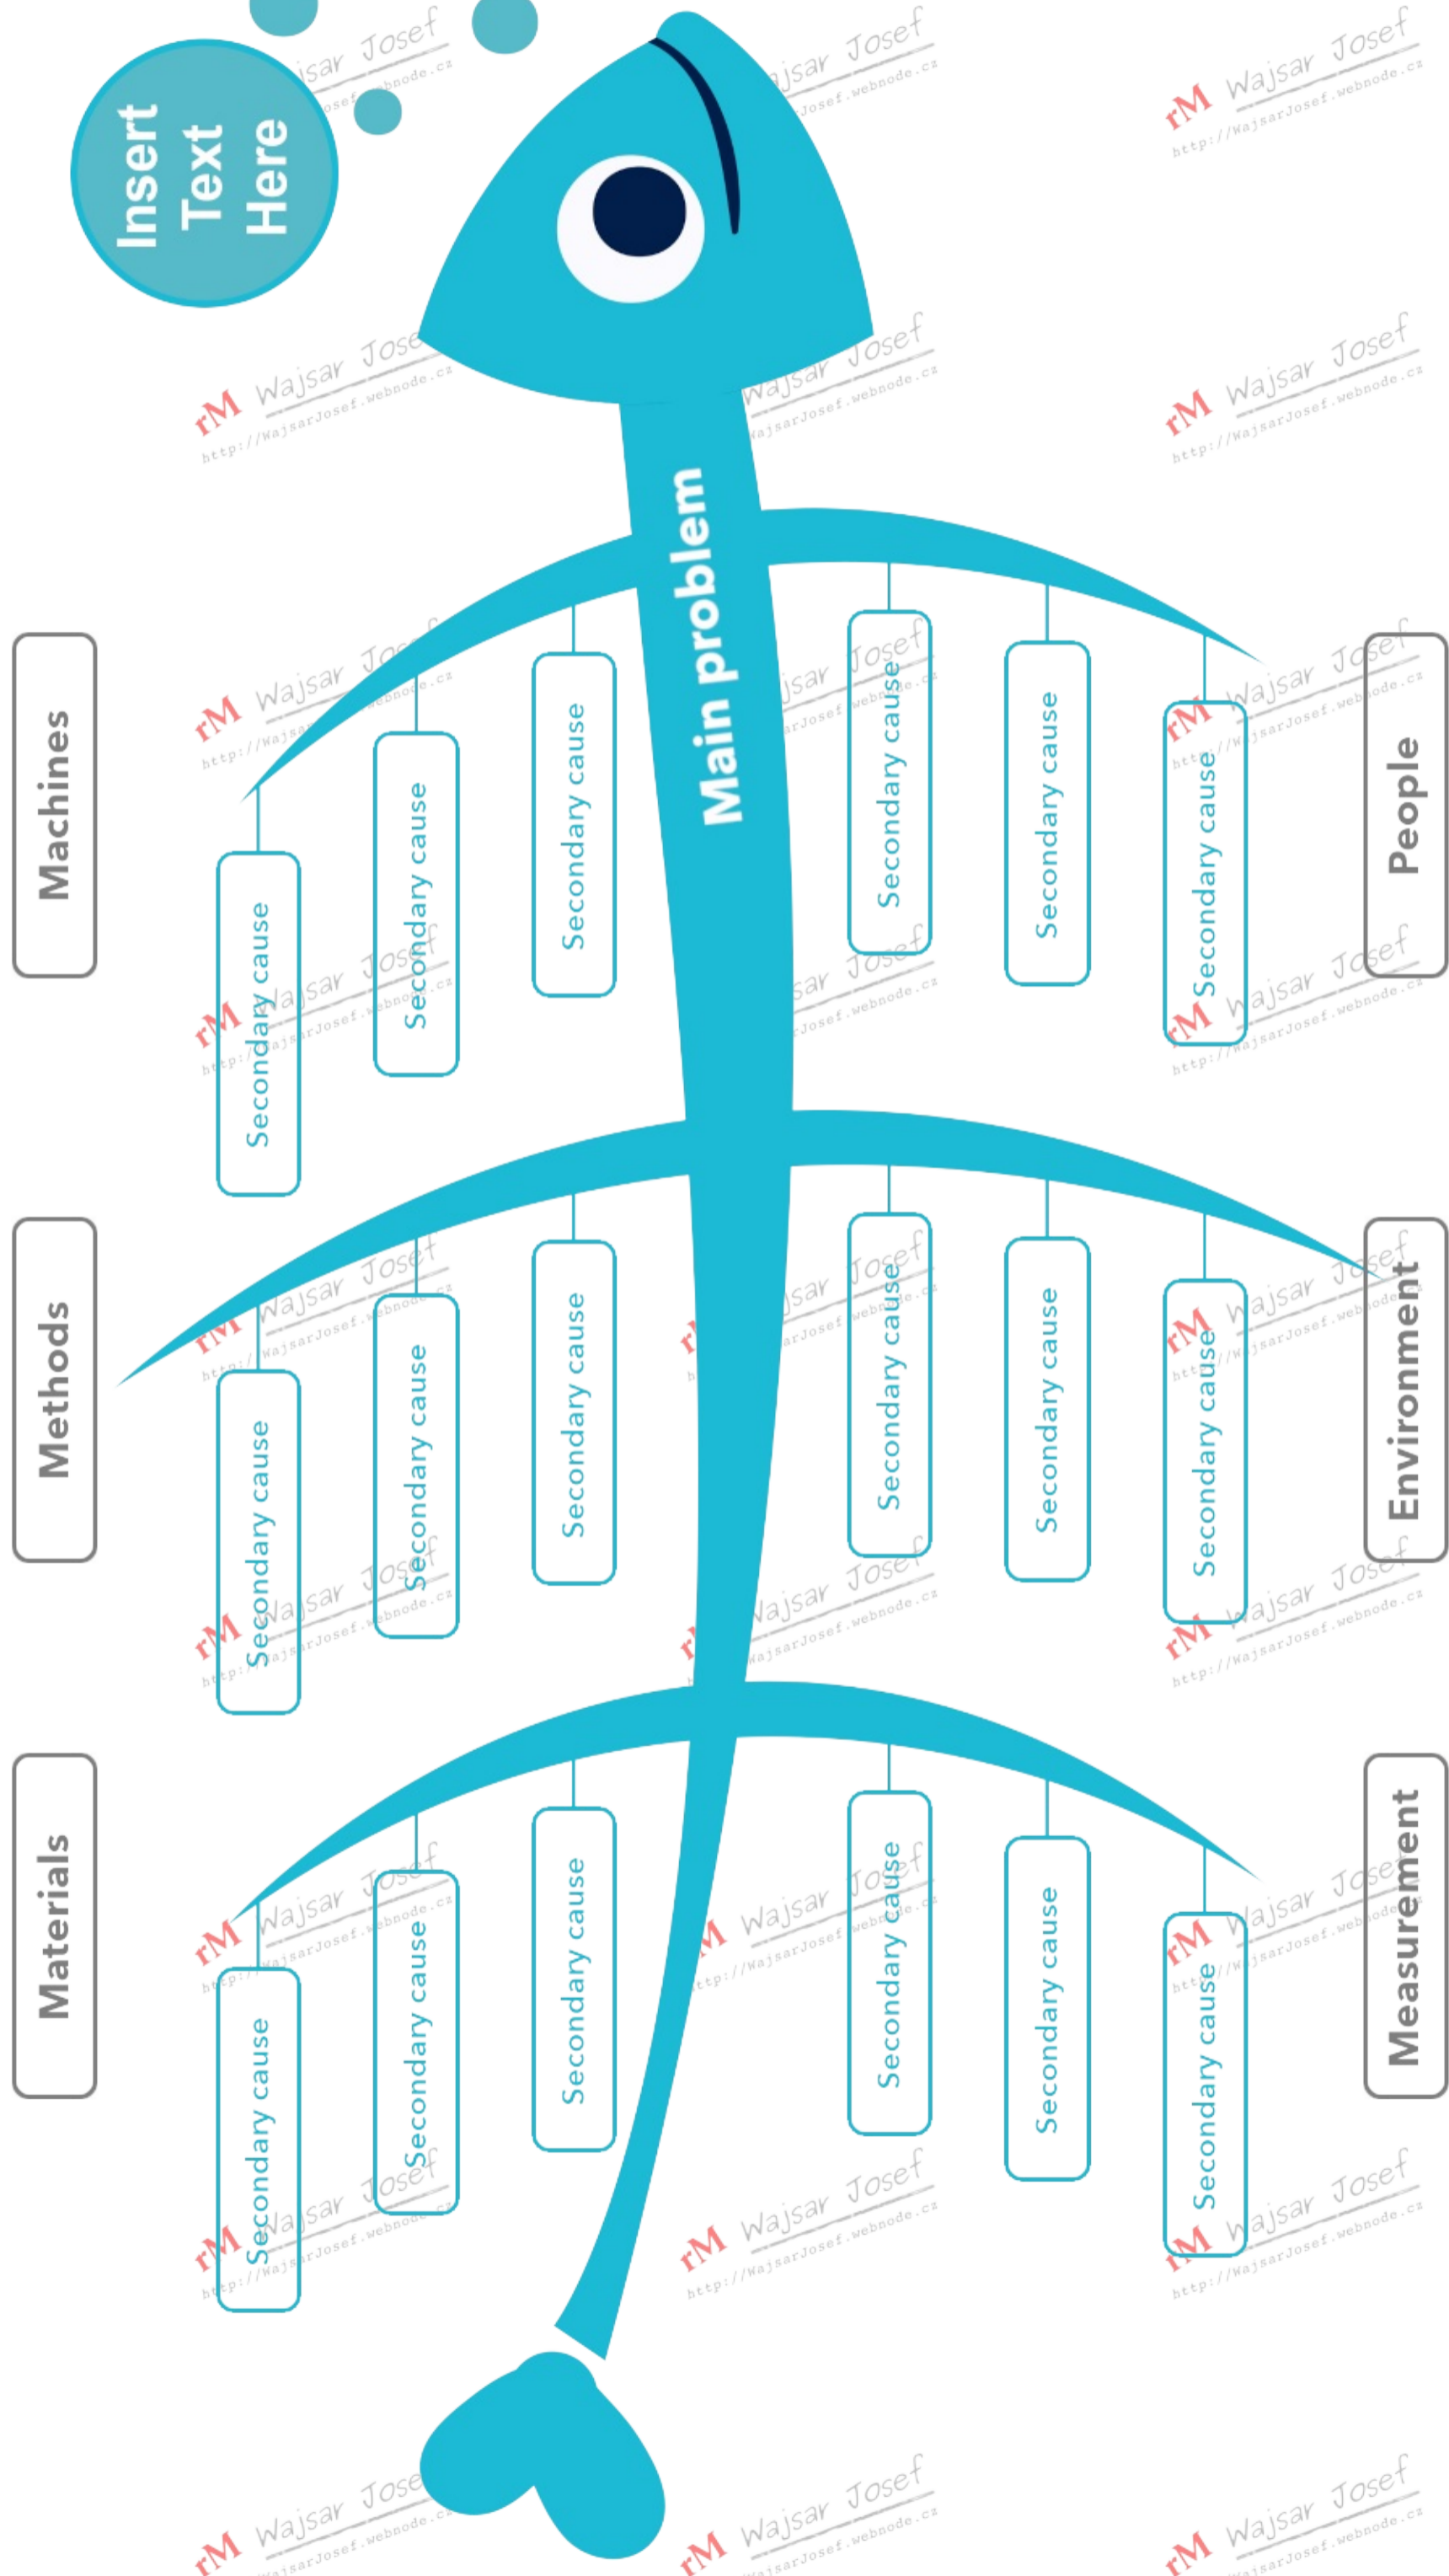 Materials
Methods
Machines
Insert
Text
Here
Secondary cause
Secondary cause
Secondary cause
Secondary cause
Secondary cause
Secondary cause
Secondary cause
Secondary cause
Secondary cause
Main problem
Secondary cause
Secondary cause
Secondary cause
Secondary cause
Secondary cause
Secondary cause
Secondary cause
Secondary cause
Secondary cause
Measurement
Environment
People
rM Wajsar Josef
http://WajsarJosef.webnode.cz